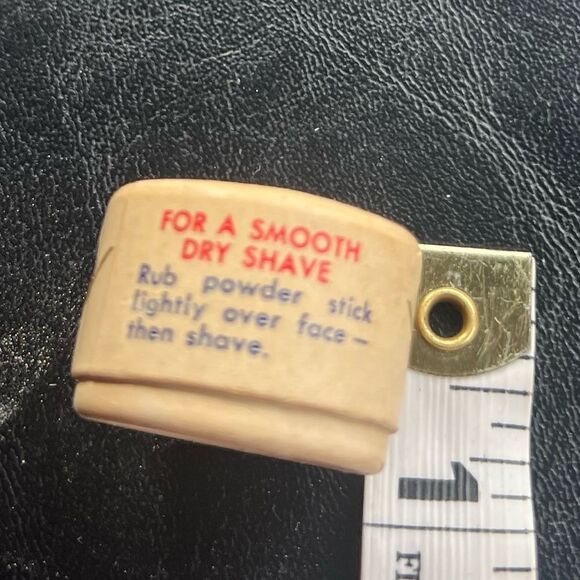 FOR A SMOOTH
DRY SHAVE
Rub powder stick
lightly over face—
then shave.
1